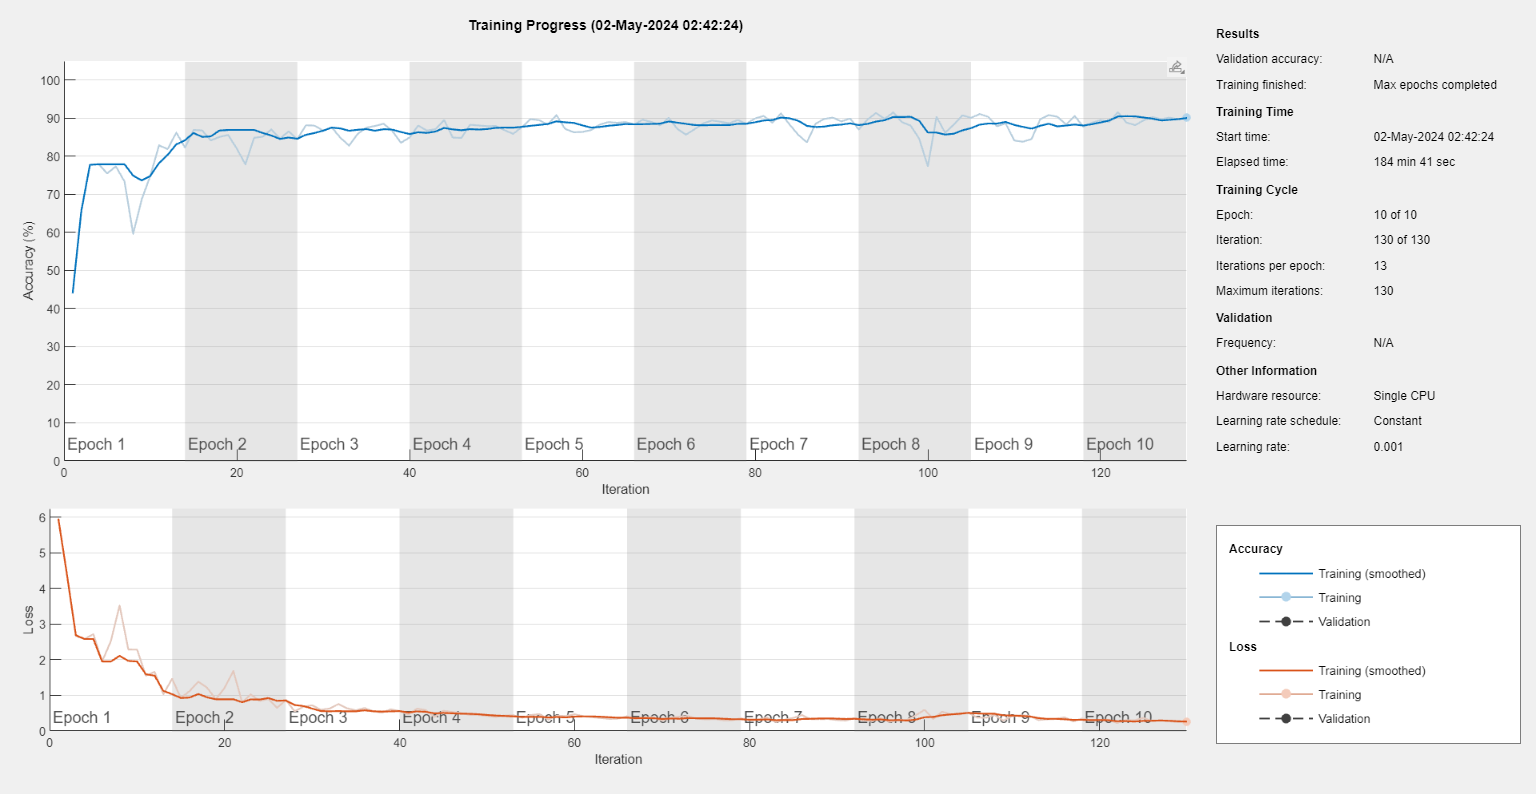 Training Progress (02-May-2024 02:42:24)
100
90
80
70
60
50
40
30
20
10
0
Accuracy (%)
Epoch 1
Epoch 2
Epoch 3
Epoch 4
Epoch 5
Epoch 6
Epoch 7
Epoch 8
Epoch 9
Epoch 10
0 20 40 60 80 100 120
Iteration
6
5
4
3
2
1
0
Loss
Epoch 1
Epoch 2
Epoch 3
Epoch 4
Epoch 5
Epoch 6
Epoch 7
Epoch 8
Epoch 9
Epoch 10
0 20 40 60 80 100 120
Iteration
Results
Validation accuracy: N/A
Training finished: Max epochs completed
Training Time
Start time: 02-May-2024 02:42:24
Elapsed time: 184 min 41 sec
Training Cycle
Epoch: 10 of 10
Iteration: 130 of 130
Iterations per epoch: 13
Maximum iterations: 130
Validation
Frequency: N/A
Other Information
Hardware resource: Single CPU
Learning rate schedule: Constant
Learning rate: 0.001
Accuracy
Training (smoothed)
Training
Validation
Loss
Training (smoothed)
Training
Validation